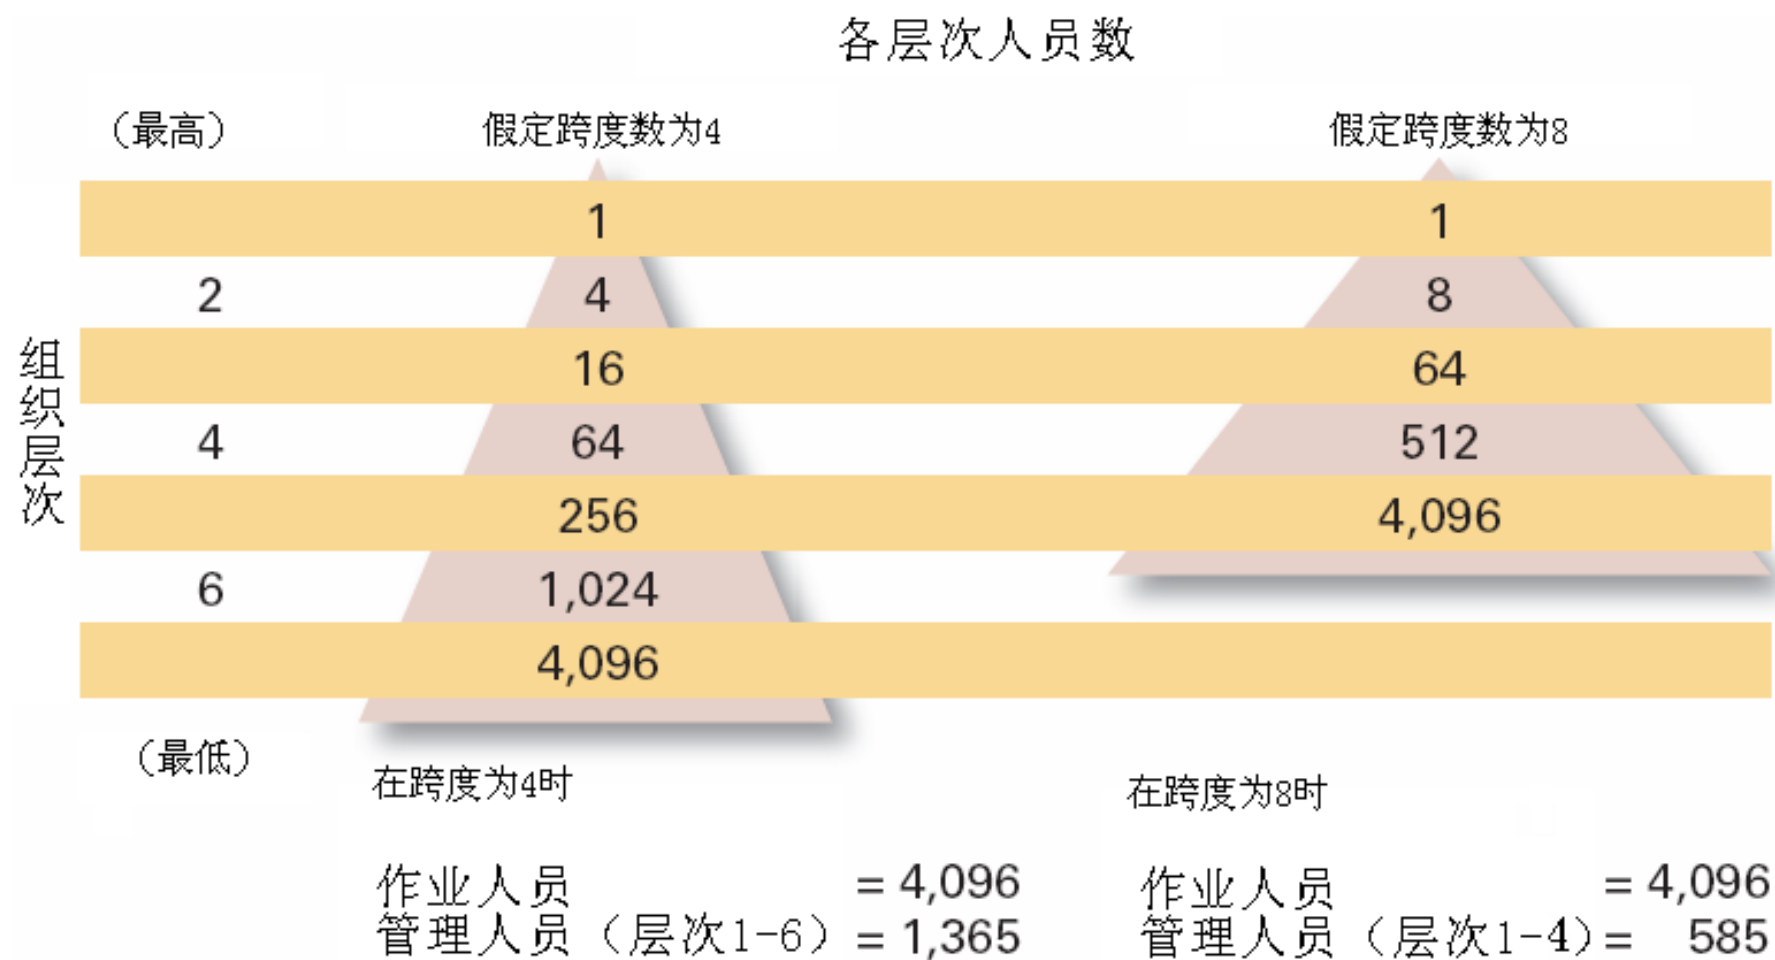 各层次人员数
（最高） 假定跨度数为4 假定跨度数为8
1 1
2 4 8
16 64
4 64 512
256 4,096
6 1,024
4,096
组织层次
（最低）
在跨度为4时 在跨度为8时
作业人员 = 4,096 作业人员 = 4,096
管理人员（层次1-6）= 1,365 管理人员（层次1-4）= 585